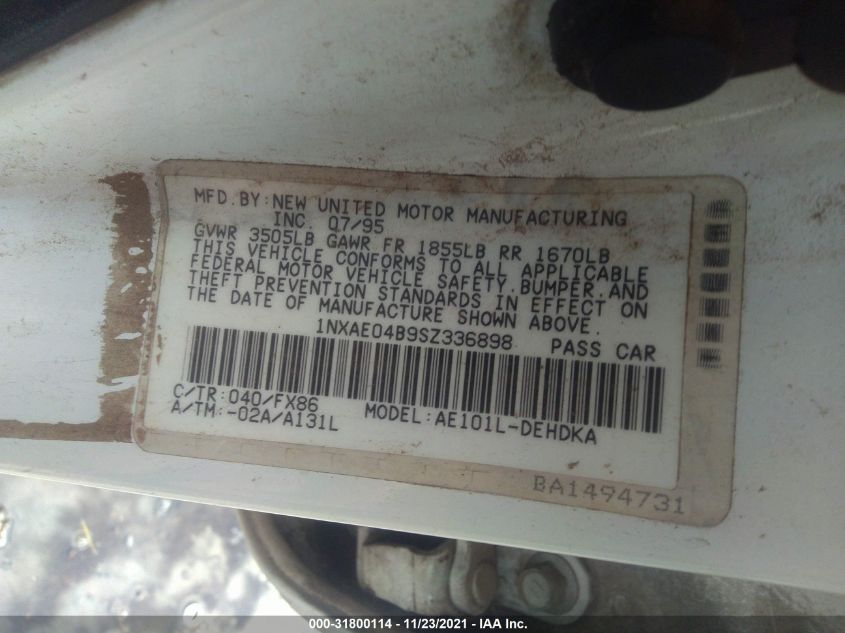 MFD. BY: NEW UNITED MOTOR MANUFACTURING
INC. 07/95
GVWR 3505LB GAWR FR 1855LB RR 1670LB
THIS VEHICLE CONFORMS TO ALL APPLICABLE
FEDERAL MOTOR VEHICLE SAFETY, BUMPER, AND
THEFT PREVENTION STANDARDS IN EFFECT ON
THE DATE OF MANUFACTURE SHOWN ABOVE.
1NXAE04B9SZ336898 PASS CAR
C/TR: 040/FX86 MODEL: AE101L-DEHDKA
A/TM: -02A/A131L
BA1494731
000-31800114 - 11/23/2021 - IAA Inc.